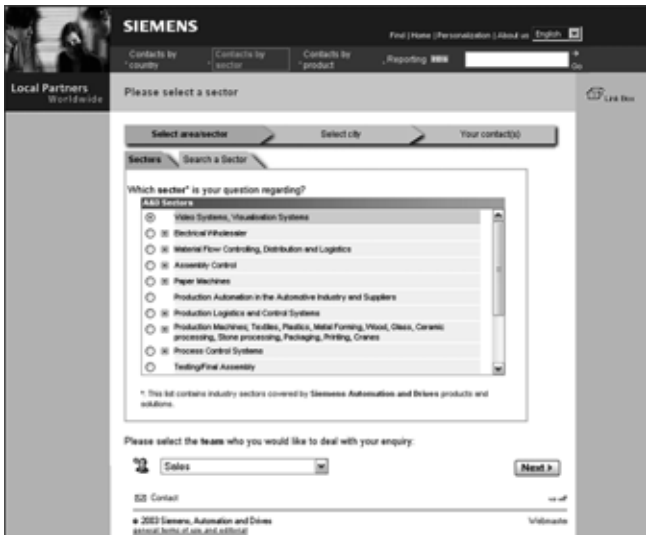 SIEMENS
Find | Home | Personalization | About us English
Contacts by country
Contacts by sector
Contacts by product
Reporting
Go
Local Partners
Worldwide
Please select a sector
Link Box
Select area/sector
Select city
Your contact(s)
Sectors
Search a Sector
Which sector* is your question regarding?
A&D Sectors
Video Systems, Visualisation Systems
Electrical Wholesaler
Material Flow Controlling, Distribution and Logistics
Assembly Control
Paper Machines
Production Automation in the Automotive Industry and Suppliers
Production Logistics and Control Systems
Production Machines; Textiles, Plastics, Metal Forming, Wood, Glass, Ceramic
processing, Stone processing, Packaging, Printing, Cranes
Process Control Systems
Testing/Final Assembly
*: This list contains industry sectors covered by Siemens Automation and Drives products and
solutions.
Please select the team who you would like to deal with your enquiry:
Sales
Next >
Contact
© 2003 Siemens, Automation and Drives
Webmaster
general terms of use and editorial